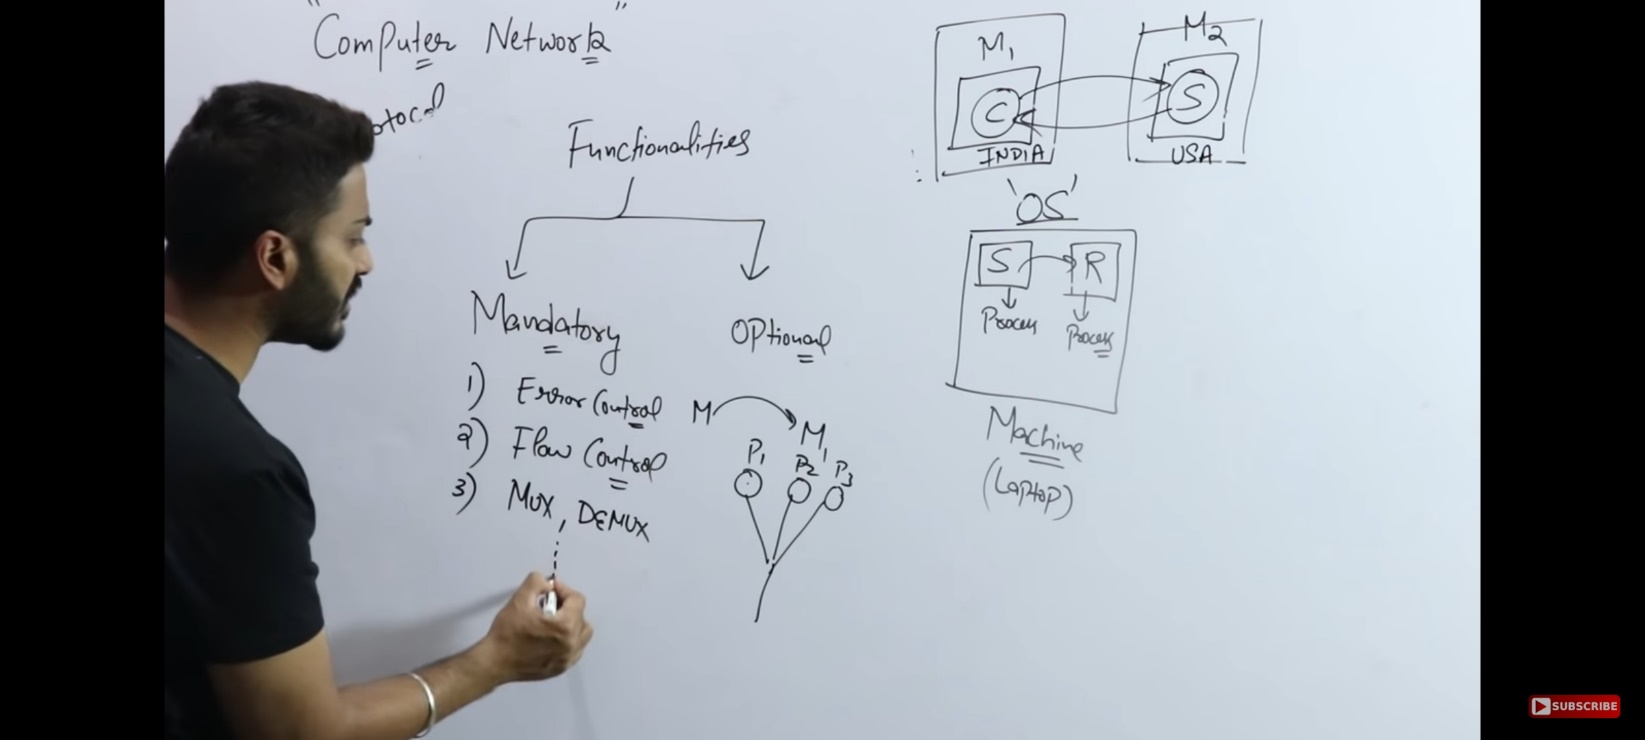 "Computer Network"
otocol
Functionalities
Mandatory
Optional
1) Error Control
2) Flow Control
3) Mux, DEMUX
M
M1
P1
P2
P3
M1
C
INDIA
M2
S
USA
'OS'
S
R
Process
Process
Machine
(Laptop)
SUBSCRIBE